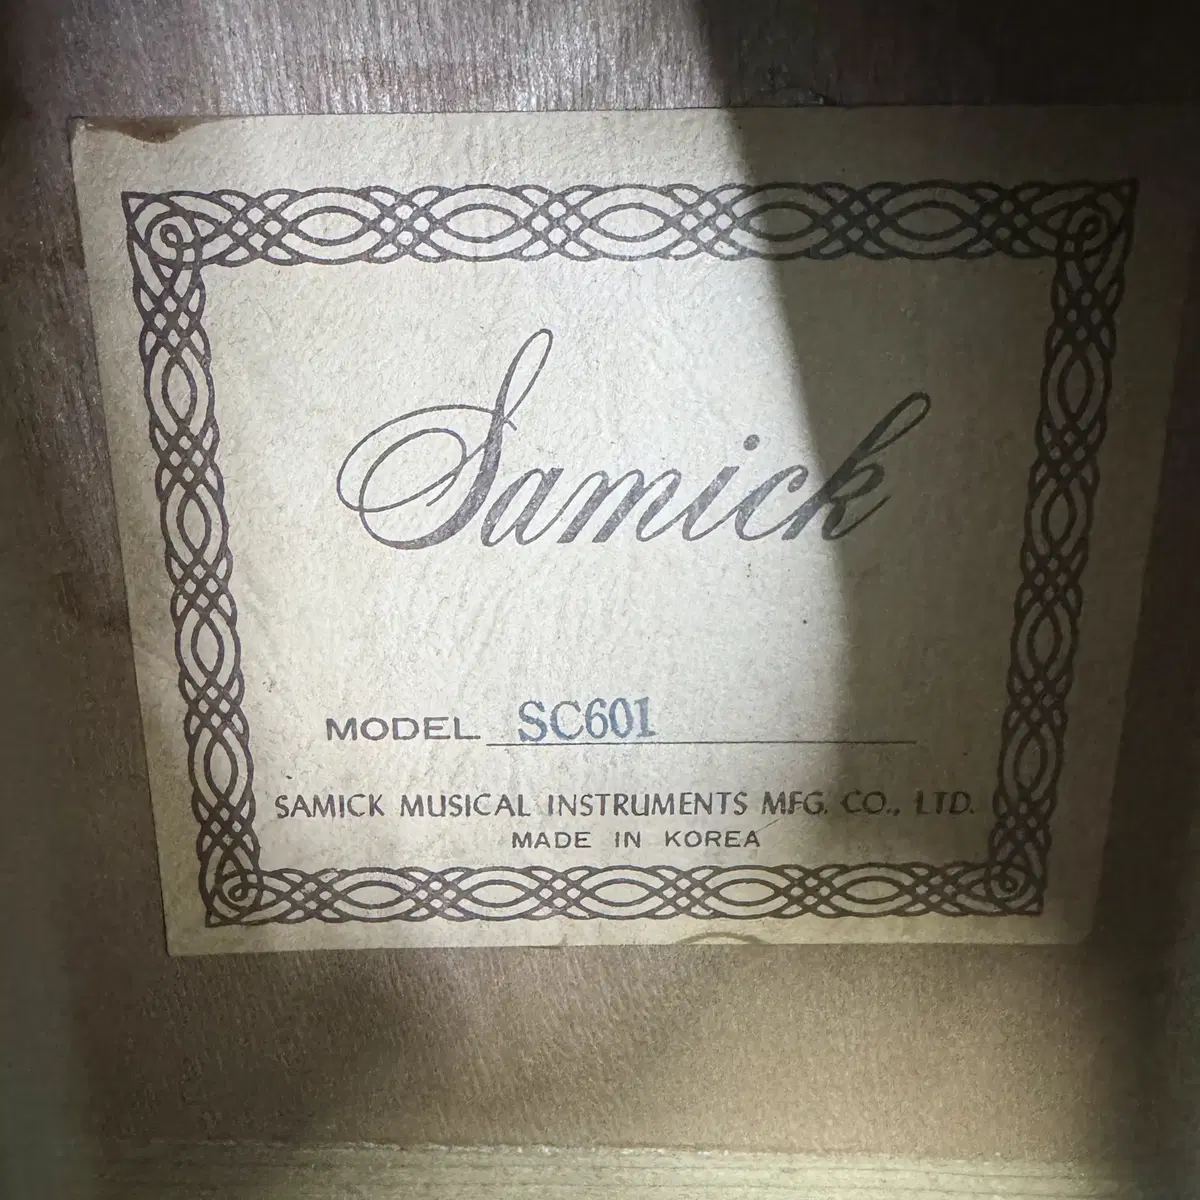 Samick
MODEL SC601
SAMICK MUSICAL INSTRUMENTS MFG. CO., LTD.
MADE IN KOREA